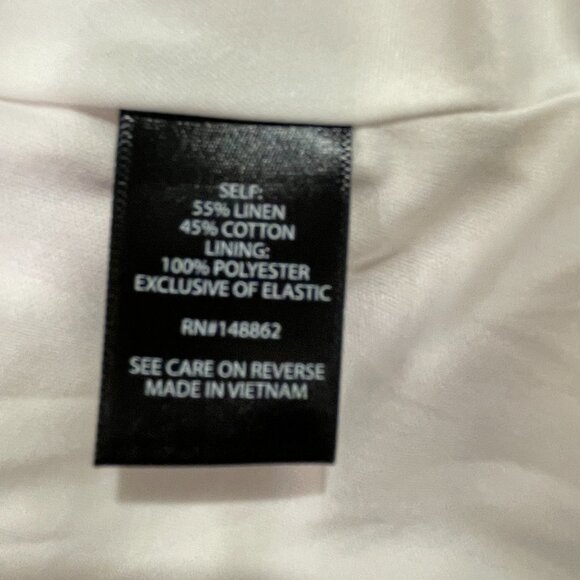 SELF:
55% LINEN
45% COTTON
LINING:
100% POLYESTER
EXCLUSIVE OF ELASTIC
RN#148862
SEE CARE ON REVERSE
MADE IN VIETNAM